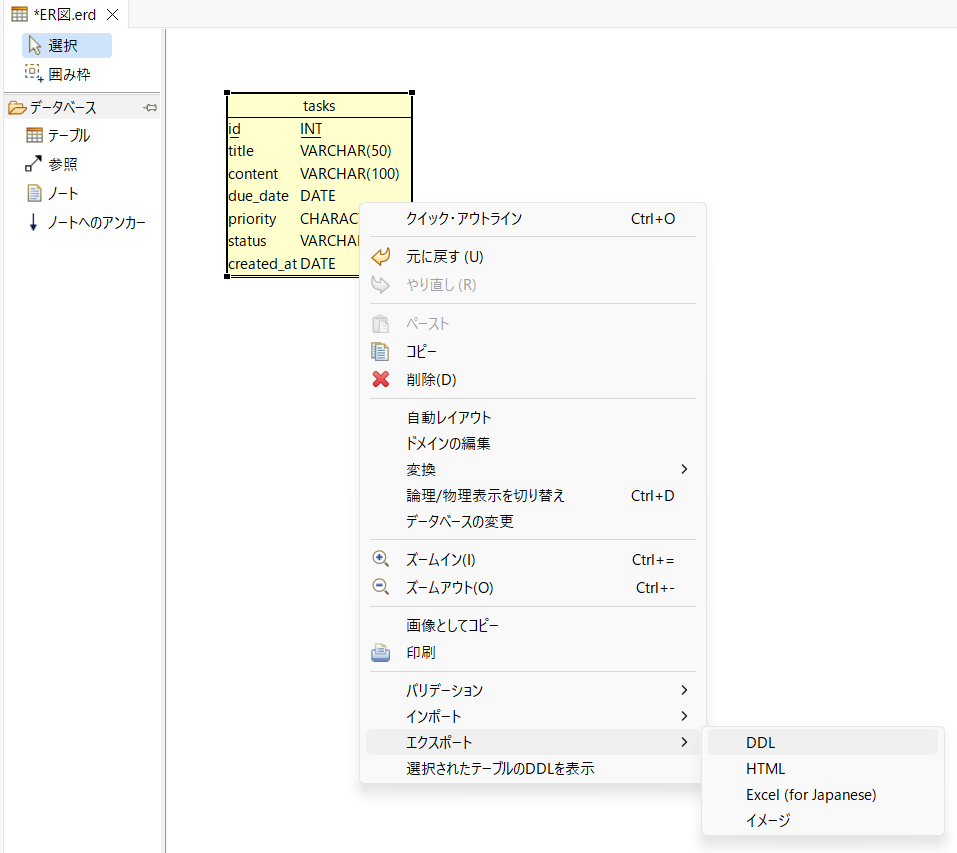 *ER図.erd
選択
囲み枠
データベース
テーブル
参照
ノート
ノートへのアンカー
tasks
id INT
title VARCHAR(50)
content VARCHAR(100)
due_date DATE
priority CHARAC
status VARCHA
created_at DATE
クイック・アウトライン Ctrl+O
元に戻す (U)
やり直し (R)
ペースト
コピー
削除(D)
自動レイアウト
ドメインの編集
変換
論理/物理表示を切り替え Ctrl+D
データベースの変更
ズームイン(I) Ctrl+=
ズームアウト(O) Ctrl+-
画像としてコピー
印刷
バリデーション
インポート
エクスポート
選択されたテーブルのDDLを表示
DDL
HTML
Excel (for Japanese)
イメージ